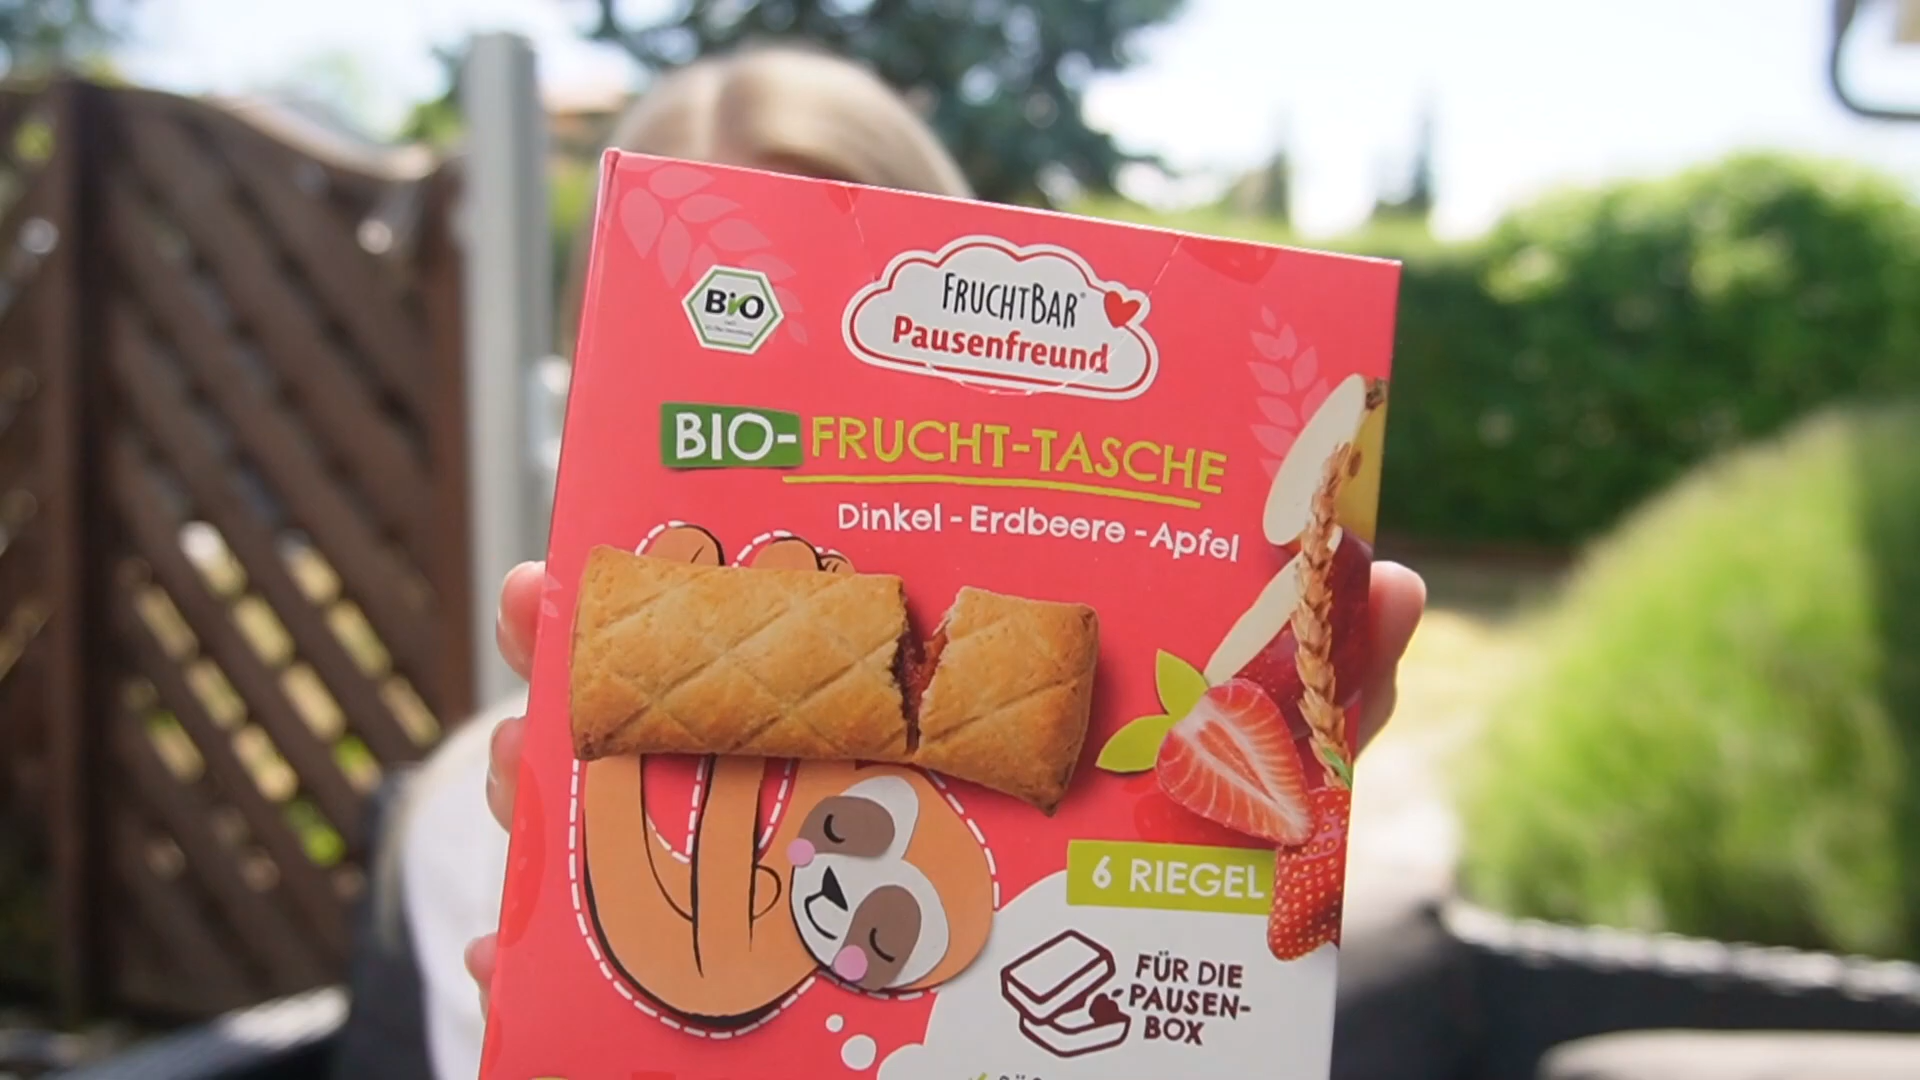 BIO
FRUCHTBAR
Pausenfreund
BIO-FRUCHT-TASCHE
Dinkel - Erdbeere - Apfel
6 RIEGEL
FÜR DIE
PAUSEN-
BOX